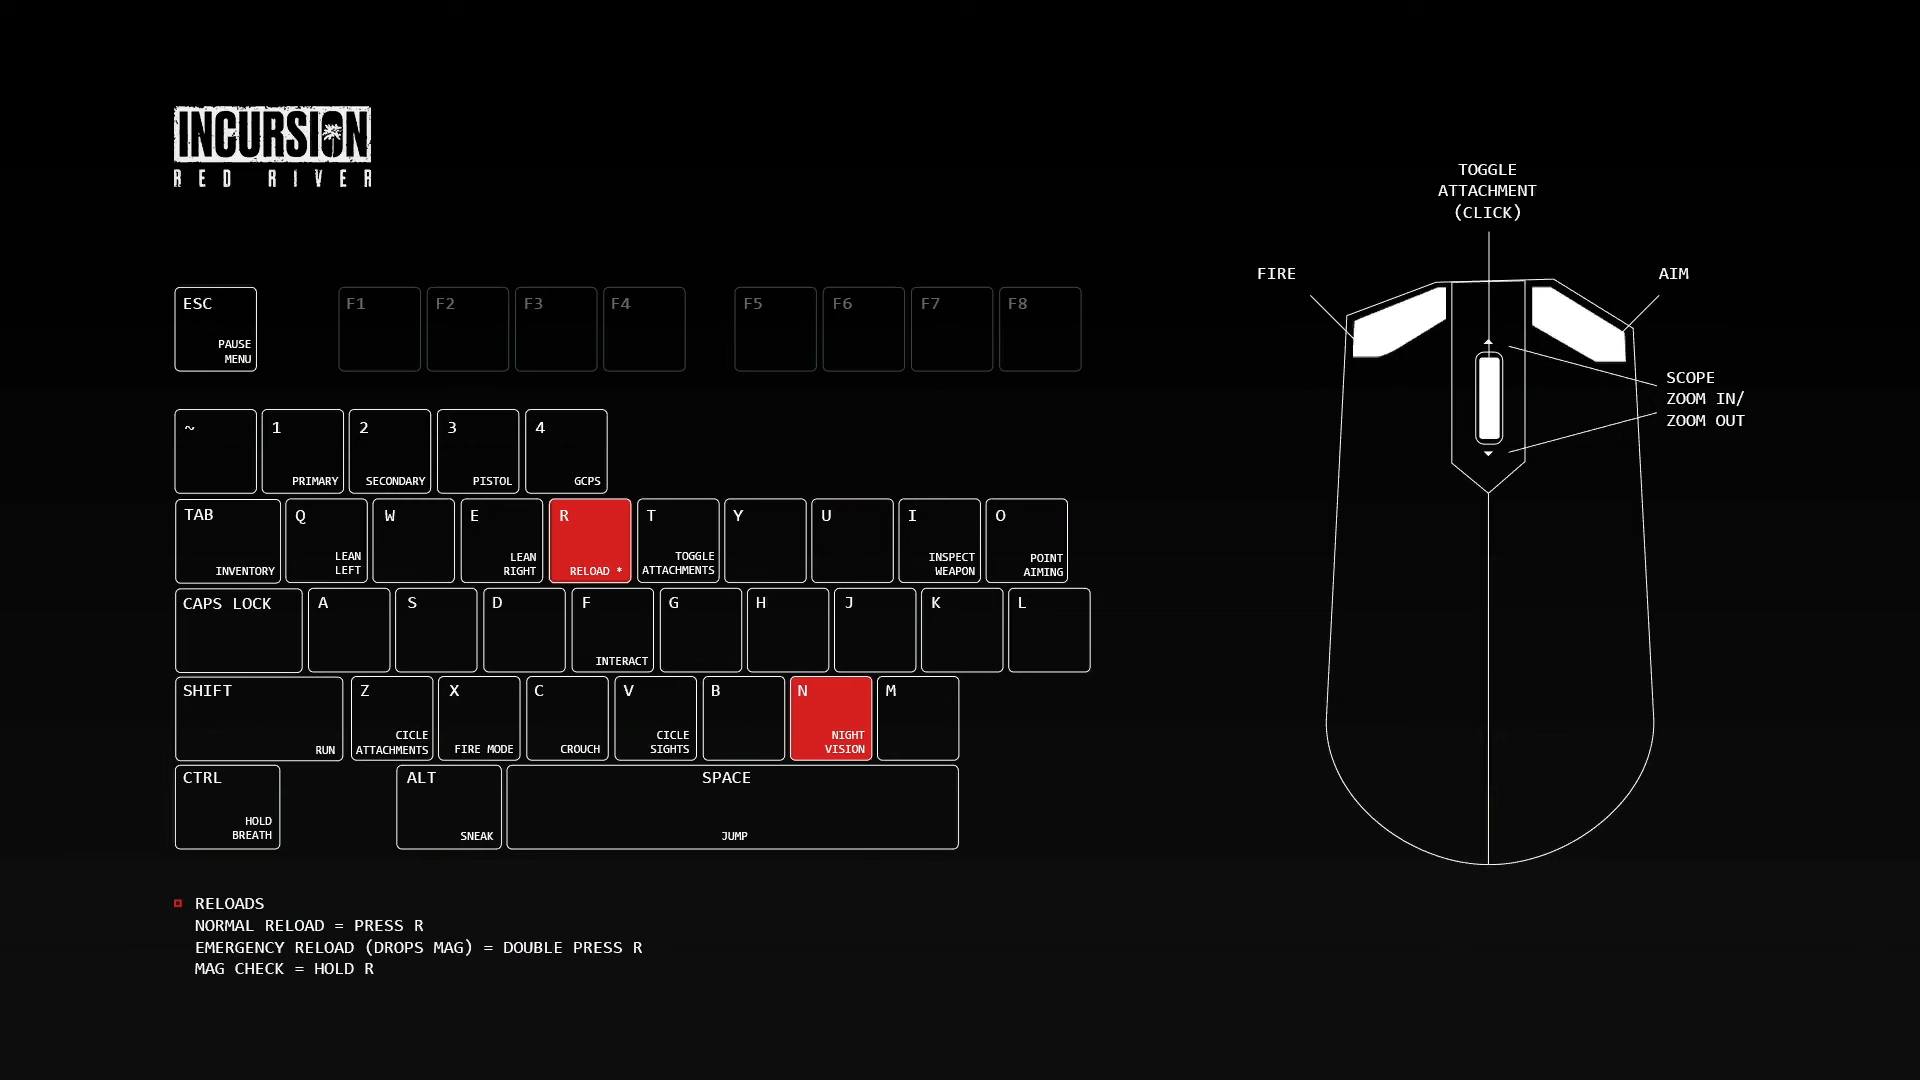 INCURSION
RED RIVER
TOGGLE
ATTACHMENT
(CLICK)
FIRE
AIM
SCOPE
ZOOM IN/
ZOOM OUT
ESC
PAUSE
MENU
F1
F2
F3
F4
F5
F6
F7
F8
~
1
PRIMARY
2
SECONDARY
3
PISTOL
4
GCPS
TAB
INVENTORY
Q
LEAN
LEFT
W
E
LEAN
RIGHT
R
RELOAD *
T
TOGGLE
ATTACHMENTS
Y
U
I
INSPECT
WEAPON
O
POINT
AIMING
CAPS LOCK
A
S
D
F
INTERACT
G
H
J
K
L
SHIFT
RUN
Z
CICLE
ATTACHMENTS
X
FIRE MODE
C
CROUCH
V
CICLE
SIGHTS
B
N
NIGHT
VISION
M
CTRL
HOLD
BREATH
ALT
SNEAK
SPACE
JUMP
RELOADS
NORMAL RELOAD = PRESS R
EMERGENCY RELOAD (DROPS MAG) = DOUBLE PRESS R
MAG CHECK = HOLD R